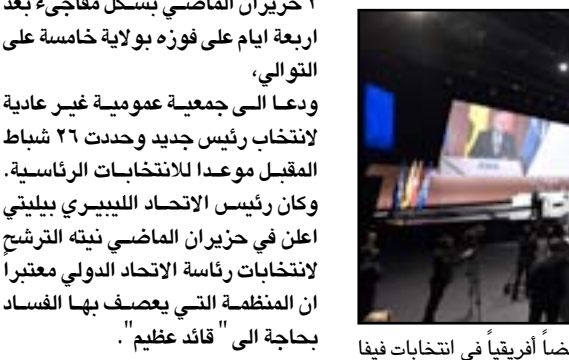 ٢ حزيران الماضي بشكل مفاجىء بعد
اربعة ايام على فوزه بولاية خامسة على
التوالي،
ودعا الى جمعية عمومية غير عادية
لانتخاب رئيس جديد وحددت ٢٦ شباط
المقبل موعدا للانتخابات الرئاسية.
وكان رئيس الاتحاد الليبيري بيليتي
اعلن في حزيران الماضي نيته الترشح
لانتخابات رئاسة الاتحاد الدولي معتبراً
ان المنظمة التي يعصف بها الفساد
بحاجة الى "قائد عظيم".
أفريقياً في انتخابات فيفا